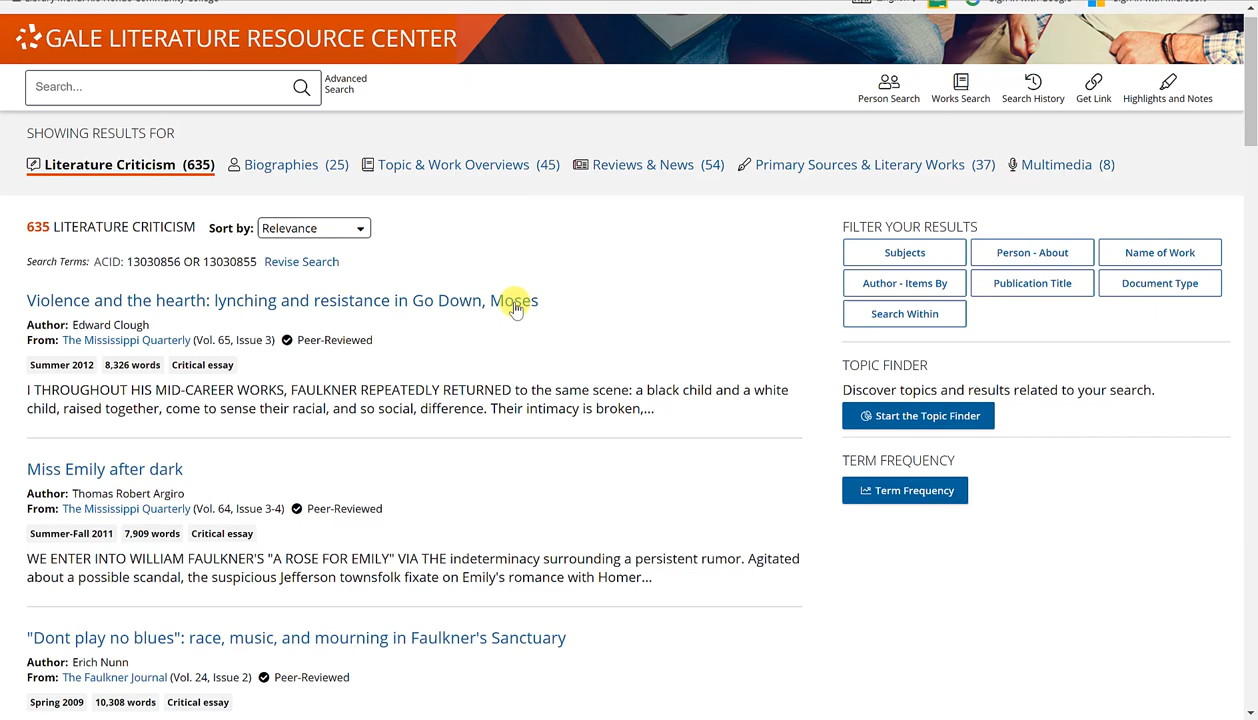 GALE LITERATURE RESOURCE CENTER
Search...
Advanced
Search
Person Search
Works Search
Search History
Get Link
Highlights and Notes
SHOWING RESULTS FOR
Literature Criticism (635) Biographies (25) Topic & Work Overviews (45) Reviews & News (54) Primary Sources & Literary Works (37) Multimedia (8)
635 LITERATURE CRITICISM Sort by: Relevance
Search Terms: ACID: 13030856 OR 13030855 Revise Search
Violence and the hearth: lynching and resistance in Go Down, Moses
Author: Edward Clough
From: The Mississippi Quarterly (Vol. 65, Issue 3) Peer-Reviewed
Summer 2012 8,326 words Critical essay
I THROUGHOUT HIS MID-CAREER WORKS, FAULKNER REPEATEDLY RETURNED to the same scene: a black child and a white
child, raised together, come to sense their racial, and so social, difference. Their intimacy is broken,...
Miss Emily after dark
Author: Thomas Robert Argiro
From: The Mississippi Quarterly (Vol. 64, Issue 3-4) Peer-Reviewed
Summer-Fall 2011 7,909 words Critical essay
WE ENTER INTO WILLIAM FAULKNER'S "A ROSE FOR EMILY" VIA THE indeterminacy surrounding a persistent rumor. Agitated
about a possible scandal, the suspicious Jefferson townsfolk fixate on Emily's romance with Homer...
"Dont play no blues": race, music, and mourning in Faulkner's Sanctuary
Author: Erich Nunn
From: The Faulkner Journal (Vol. 24, Issue 2) Peer-Reviewed
Spring 2009 10,308 words Critical essay
FILTER YOUR RESULTS
Subjects Person - About Name of Work
Author - Items By Publication Title Document Type
Search Within
TOPIC FINDER
Discover topics and results related to your search.
Start the Topic Finder
TERM FREQUENCY
Term Frequency